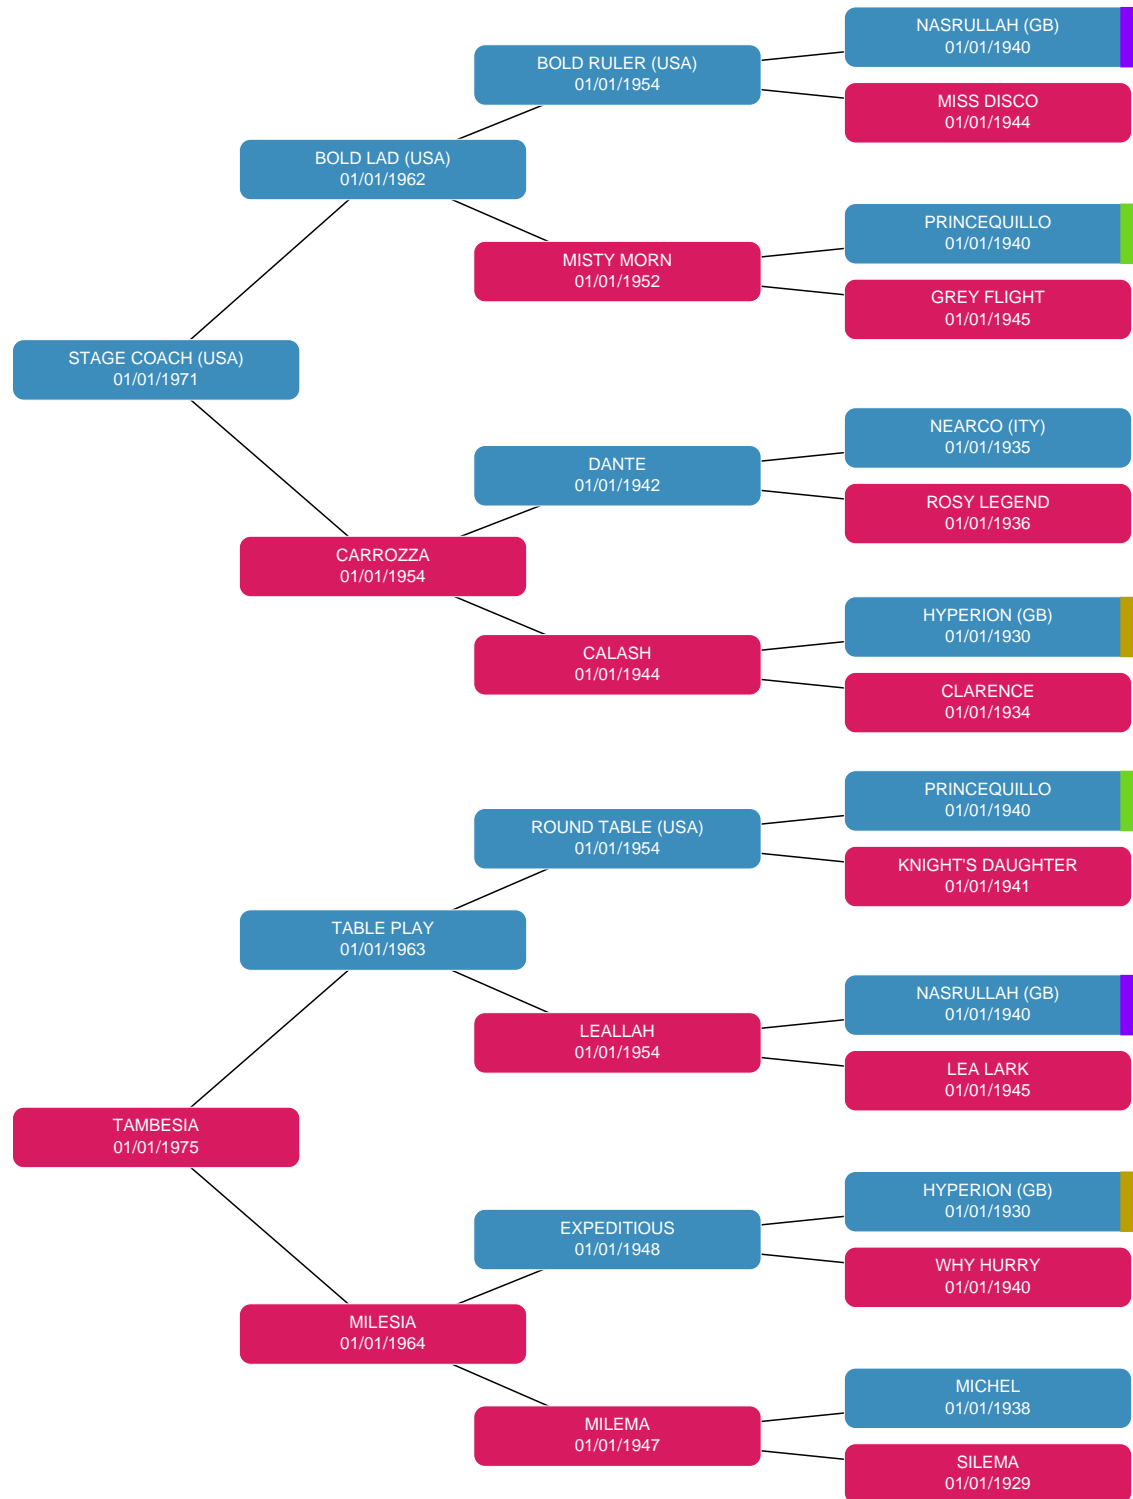 NASRULLAH (GB)
01/01/1940
BOLD RULER (USA)
01/01/1954
MISS DISCO
01/01/1944
BOLD LAD (USA)
01/01/1962
PRINCEQUILLO
01/01/1940
MISTY MORN
01/01/1952
GREY FLIGHT
01/01/1945
STAGE COACH (USA)
01/01/1971
NEARCO (ITY)
01/01/1935
DANTE
01/01/1942
ROSY LEGEND
01/01/1936
CARROZZA
01/01/1954
HYPERION (GB)
01/01/1930
CALASH
01/01/1944
CLARENCE
01/01/1934
PRINCEQUILLO
01/01/1940
ROUND TABLE (USA)
01/01/1954
KNIGHT'S DAUGHTER
01/01/1941
TABLE PLAY
01/01/1963
NASRULLAH (GB)
01/01/1940
LEALLAH
01/01/1954
LEA LARK
01/01/1945
TAMBESIA
01/01/1975
HYPERION (GB)
01/01/1930
EXPEDITIOUS
01/01/1948
WHY HURRY
01/01/1940
MILESIA
01/01/1964
MICHEL
01/01/1938
MILEMA
01/01/1947
SILEMA
01/01/1929